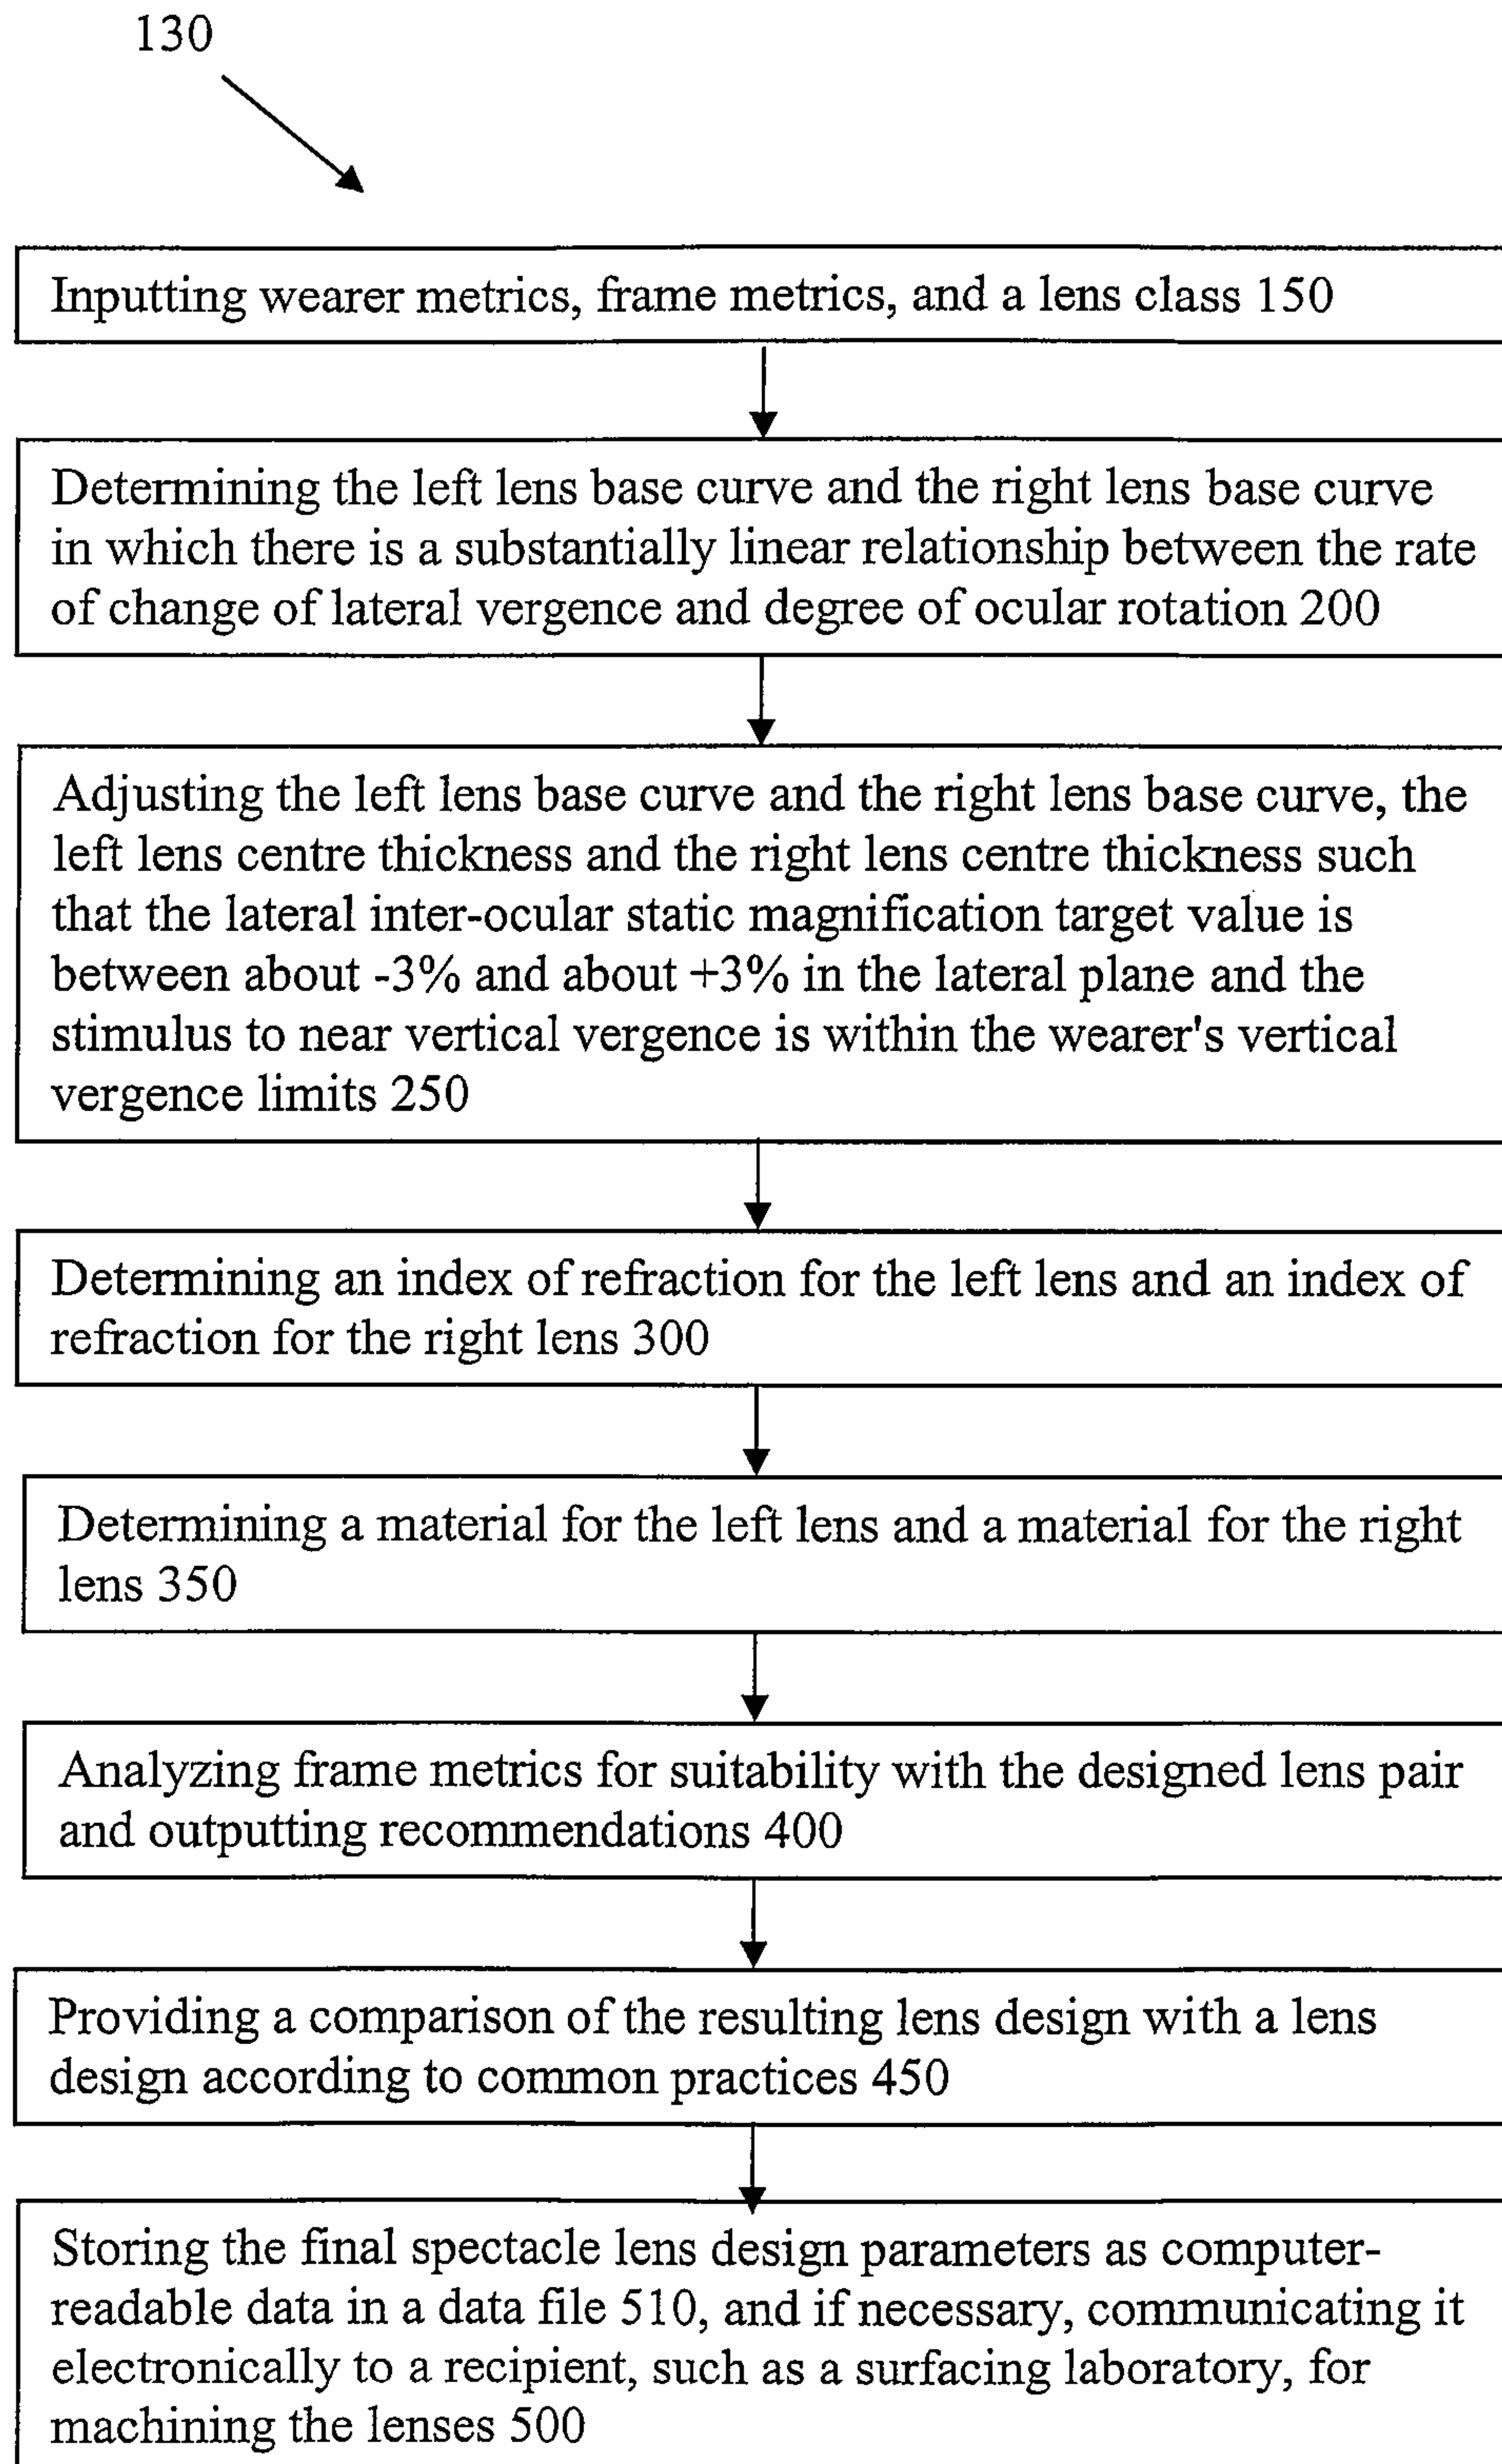 130
Inputting wearer metrics, frame metrics, and a lens class 150
Determining the left lens base curve and the right lens base curve
in which there is a substantially linear relationship between the rate
of change of lateral vergence and degree of ocular rotation 200
Adjusting the left lens base curve and the right lens base curve, the
left lens centre thickness and the right lens centre thickness such
that the lateral inter-ocular static magnification target value is
between about -3% and about +3% in the lateral plane and the
stimulus to near vertical vergence is within the wearer's vertical
vergence limits 250
Determining an index of refraction for the left lens and an index of
refraction for the right lens 300
Determining a material for the left lens and a material for the right
lens 350
Analyzing frame metrics for suitability with the designed lens pair
and outputting recommendations 400
Providing a comparison of the resulting lens design with a lens
design according to common practices 450
Storing the final spectacle lens design parameters as computer-
readable data in a data file 510, and if necessary, communicating it
electronically to a recipient, such as a surfacing laboratory, for
machining the lenses 500